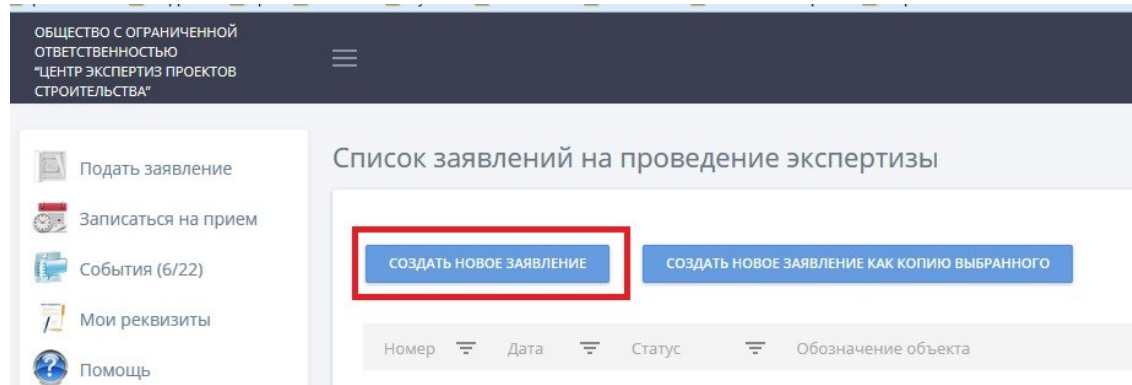 ОБЩЕСТВО С ОГРАНИЧЕННОЙ
ОТВЕТСТВЕННОСТЬЮ
"ЦЕНТР ЭКСПЕРТИЗ ПРОЕКТОВ
СТРОИТЕЛЬСТВА"
Подать заявление
Записаться на прием
События (6/22)
Мои реквизиты
Помощь
Список заявлений на проведение экспертизы
СОЗДАТЬ НОВОЕ ЗАЯВЛЕНИЕ
СОЗДАТЬ НОВОЕ ЗАЯВЛЕНИЕ КАК КОПИЮ ВЫБРАННОГО
Номер Дата Статус Обозначение объекта